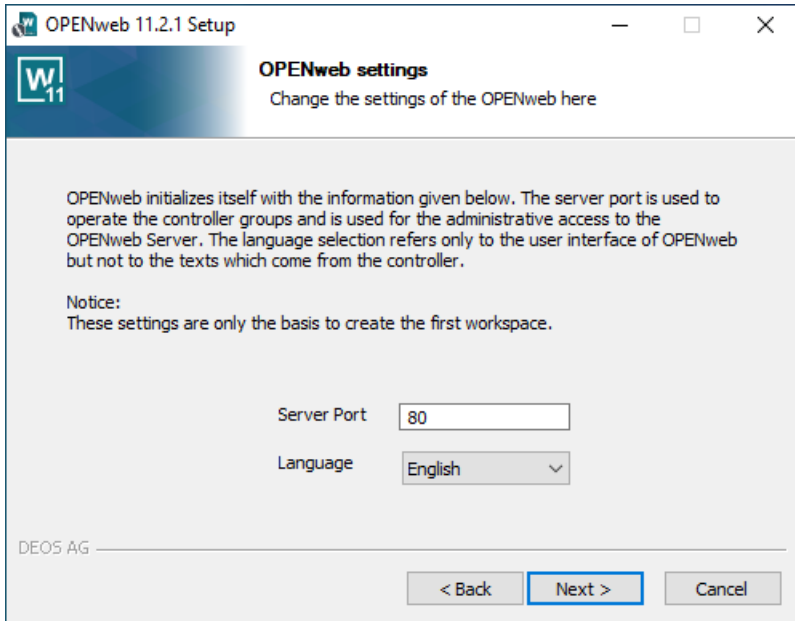 OPENweb 11.2.1 Setup
W11
OPENweb settings
Change the settings of the OPENweb here
OPENweb initializes itself with the information given below. The server port is used to
operate the controller groups and is used for the administrative access to the
OPENweb Server. The language selection refers only to the user interface of OPENweb
but not to the texts which come from the controller.
Notice:
These settings are only the basis to create the first workspace.
Server Port 80
Language English
DEOS AG
< Back Next > Cancel